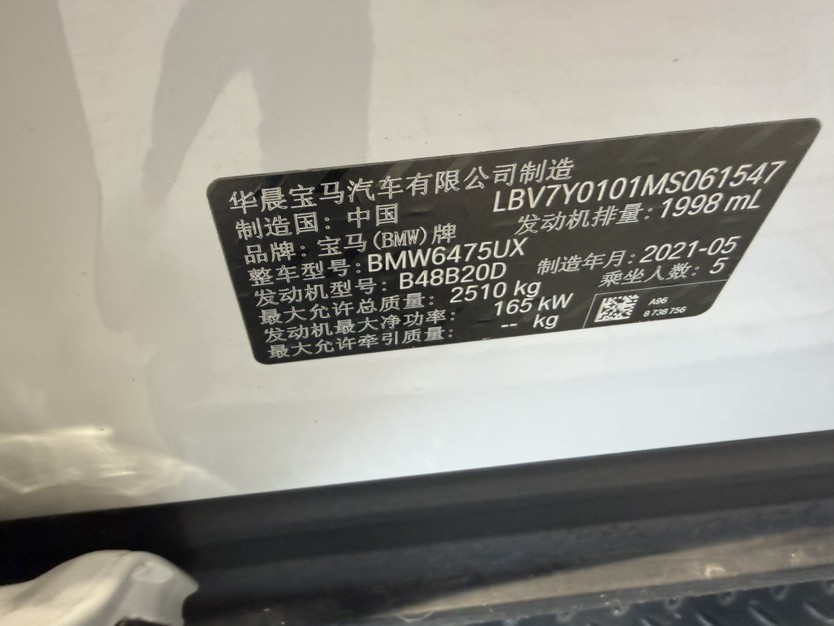 华晨宝马汽车有限公司制造
制造国：中国 LBV7Y0101MS061547
品牌：宝马(BMW)牌 发动机排量：1998 mL
整车型号：BMW6475UX
发动机型号：B48B20D 制造年月：2021-05
最大允许总质量：2510 kg 乘坐人数：5
发动机最大净功率：165 kW
最大允许牵引质量：-- kg
A96
8 738 756